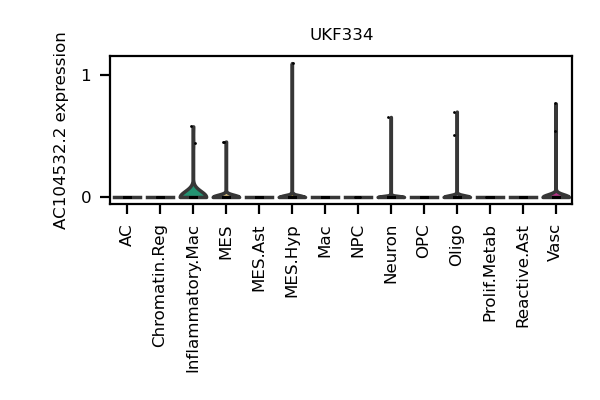 UKF334
AC104532.2 expression
1
0
AC
Chromatin.Reg
Inflammatory.Mac
MES
MES.Ast
MES.Hyp
Mac
NPC
Neuron
OPC
Oligo
Prolif.Metab
Reactive.Ast
Vasc